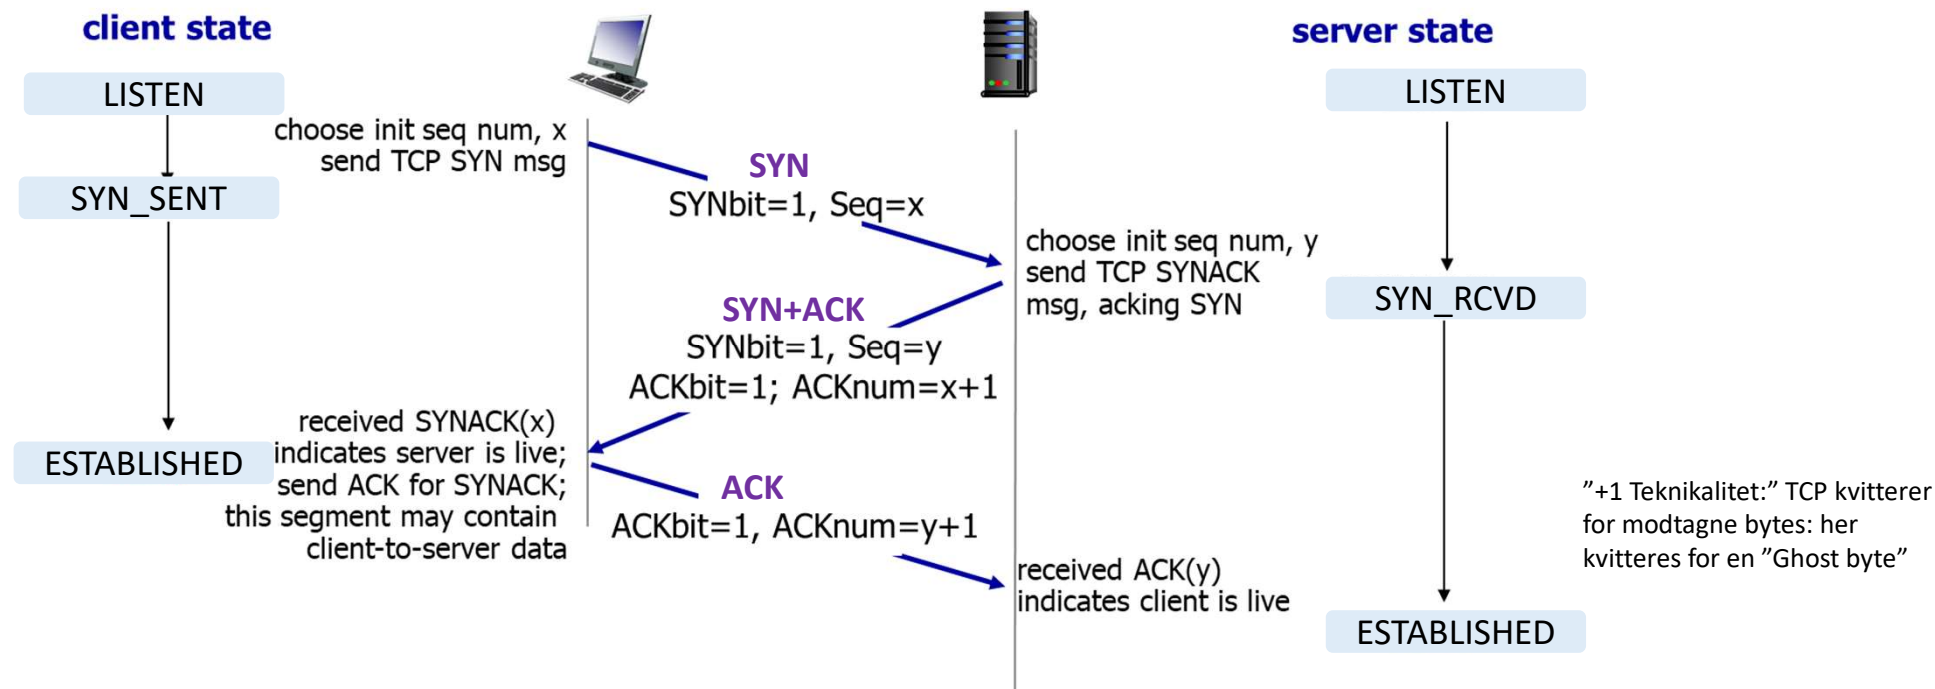 client state
server state
LISTEN
LISTEN
choose init seq num, x
send TCP SYN msg
SYN
SYN_SENT
SYNbit=1, Seq=x
choose init seq num, y
send TCP SYNACK
msg, acking SYN
SYN_RCVD
SYN+ACK
SYNbit=1, Seq=y
ACKbit=1; ACKnum=x+1
received SYNACK(x)
indicates server is live;
send ACK for SYNACK;
this segment may contain
client-to-server data
ESTABLISHED
ACK
ACKbit=1, ACKnum=y+1
received ACK(y)
indicates client is live
”+1 Teknikalitet:” TCP kvitterer
for modtagne bytes: her
kvitteres for en ”Ghost byte”
ESTABLISHED